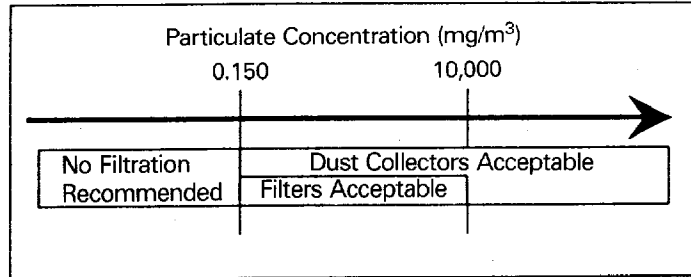 Particulate Concentration (mg/m³)
0.150 10,000
No Filtration
Recommended
Dust Collectors Acceptable
Filters Acceptable